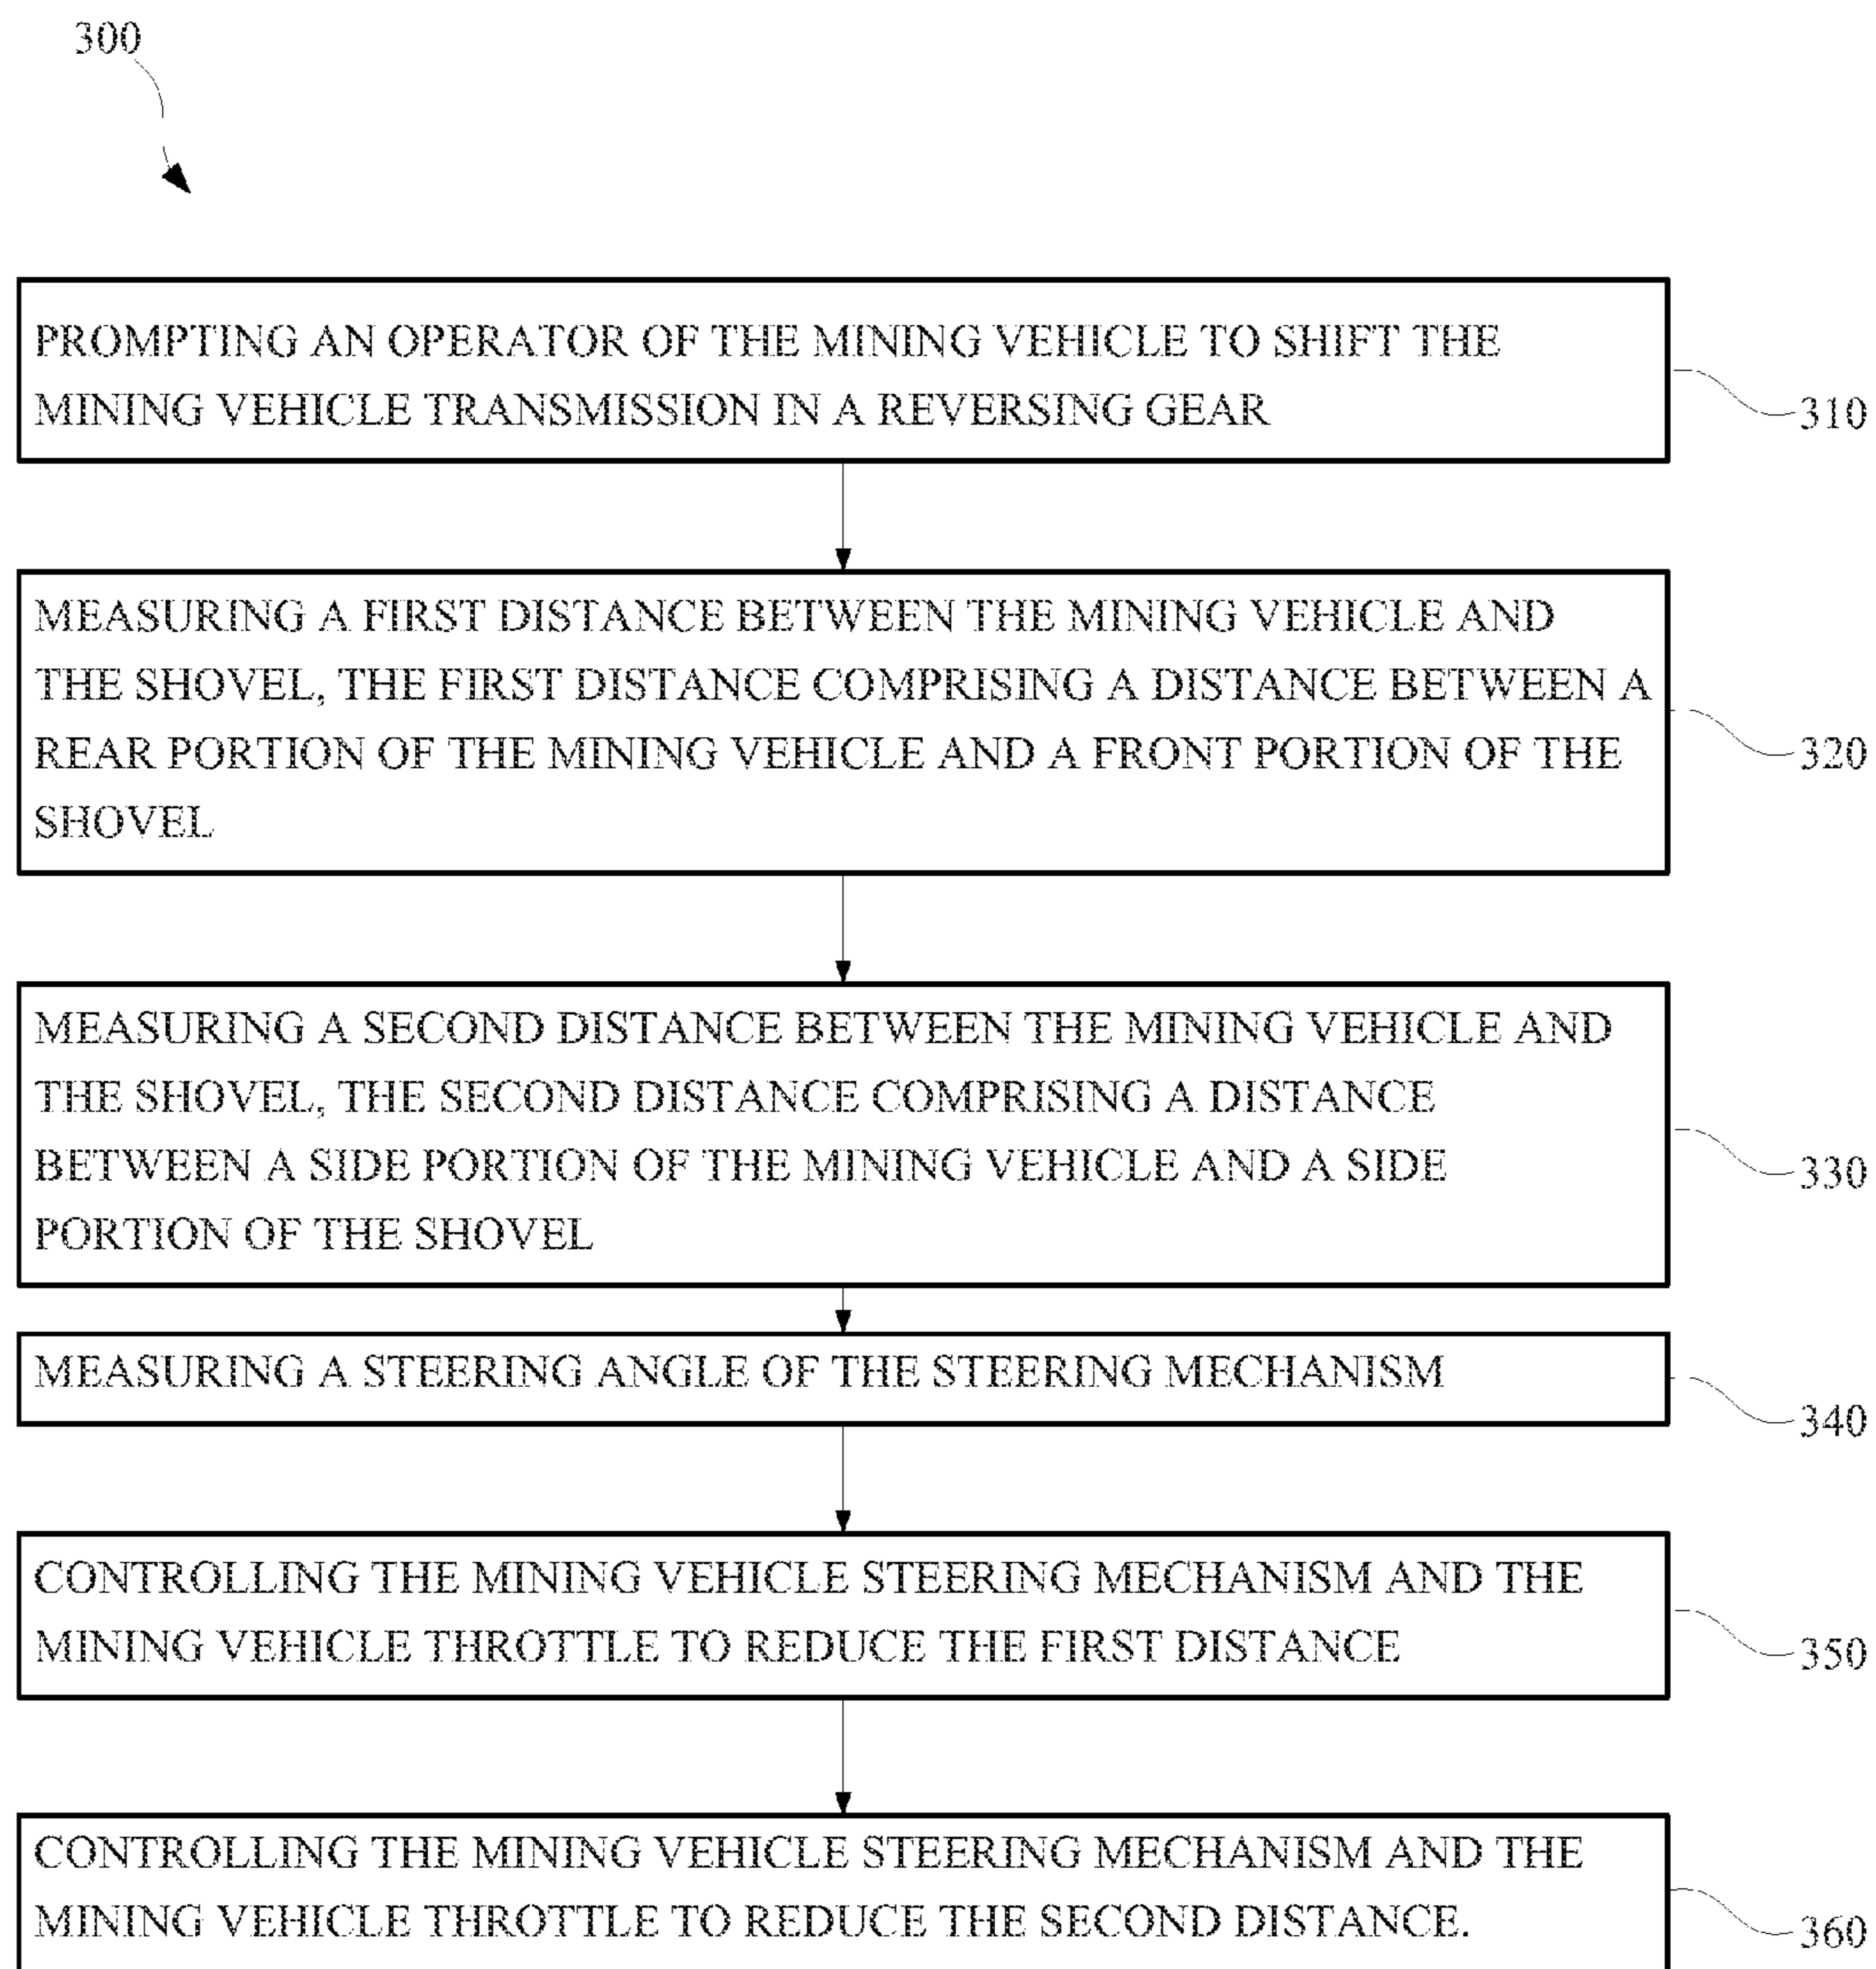 300
PROMPTING AN OPERATOR OF THE MINING VEHICLE TO SHIFT THE
MINING VEHICLE TRANSMISSION IN A REVERSING GEAR
310
MEASURING A FIRST DISTANCE BETWEEN THE MINING VEHICLE AND
THE SHOVEL, THE FIRST DISTANCE COMPRISING A DISTANCE BETWEEN A
REAR PORTION OF THE MINING VEHICLE AND A FRONT PORTION OF THE
SHOVEL
320
MEASURING A SECOND DISTANCE BETWEEN THE MINING VEHICLE AND
THE SHOVEL, THE SECOND DISTANCE COMPRISING A DISTANCE
BETWEEN A SIDE PORTION OF THE MINING VEHICLE AND A SIDE
PORTION OF THE SHOVEL
330
MEASURING A STEERING ANGLE OF THE STEERING MECHANISM
340
CONTROLLING THE MINING VEHICLE STEERING MECHANISM AND THE
MINING VEHICLE THROTTLE TO REDUCE THE FIRST DISTANCE
350
CONTROLLING THE MINING VEHICLE STEERING MECHANISM AND THE
MINING VEHICLE THROTTLE TO REDUCE THE SECOND DISTANCE.
360